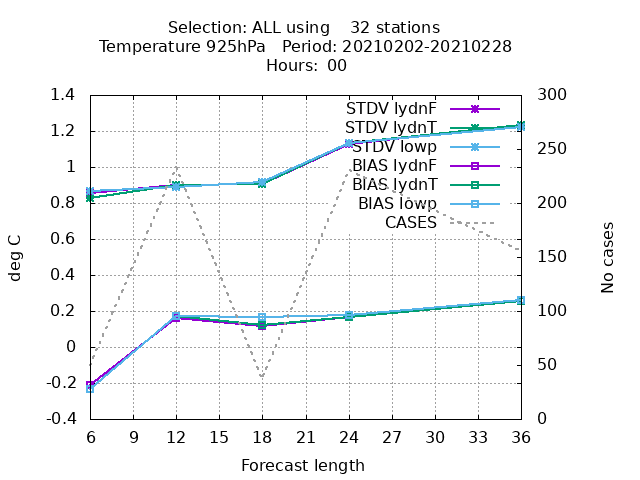 Selection: ALL using    32 stations
Temperature 925hPa   Period: 20210202-20210228
Hours:  00
1.4
1.2
1
0.8
0.6
0.4
0.2
0
-0.2
-0.4
deg C
STDV lydnF
STDV lydnT
STDV lowp
BIAS lydnF
BIAS lydnT
BIAS lowp
CASES
300
250
200
150
100
50
0
No cases
6 9 12 15 18 21 24 27 30 33 36
Forecast length